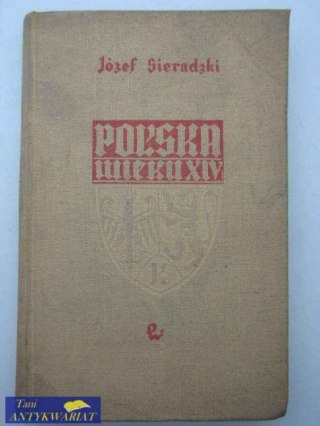 Józef Sieradzki
POLSKA
WIEKU XIV
Tani
ANTYKWARIAT